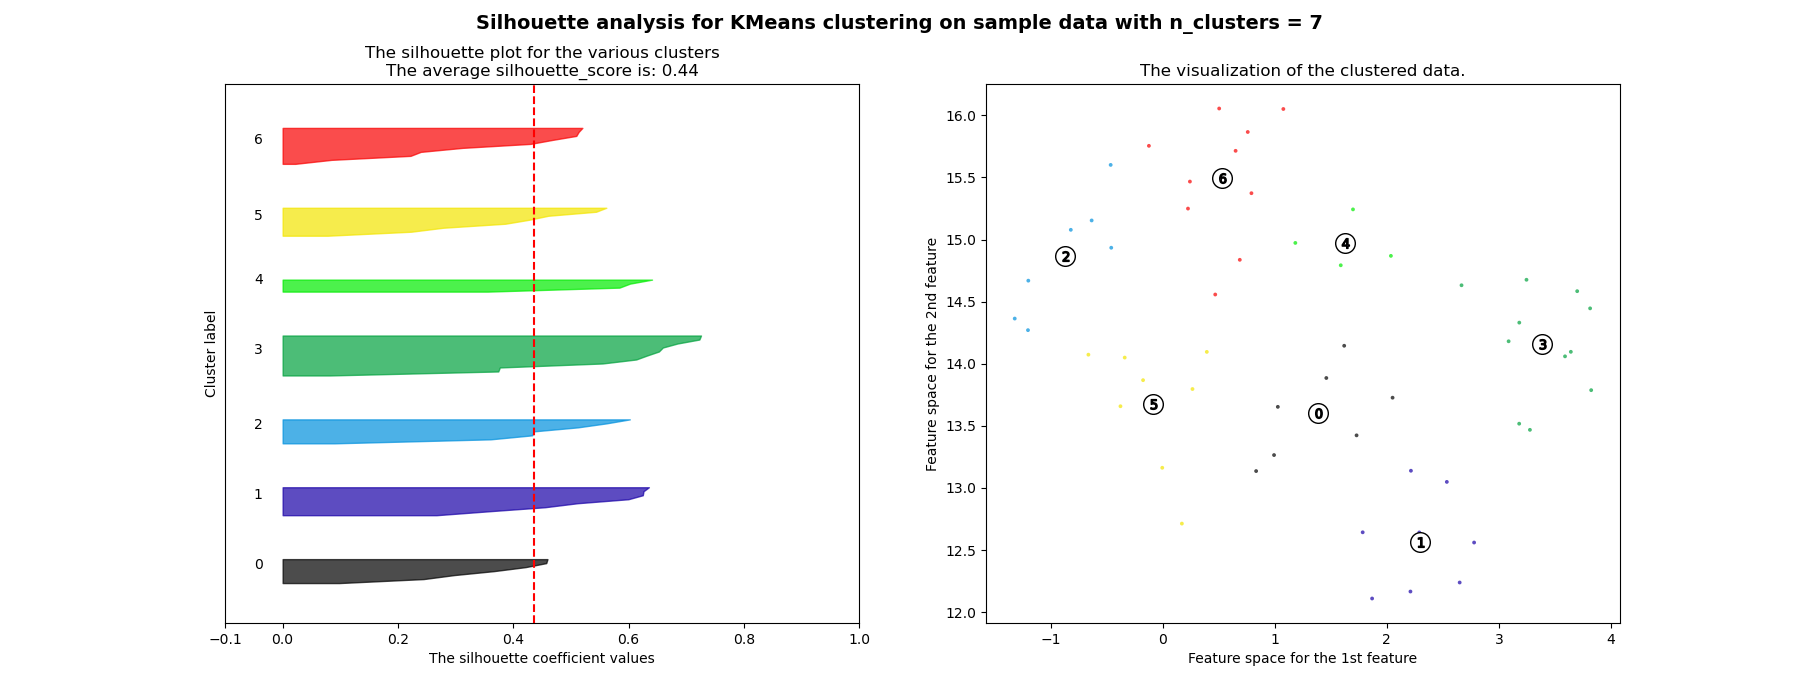 Silhouette analysis for KMeans clustering on sample data with n_clusters = 7
The silhouette plot for the various clusters
The average silhouette_score is: 0.44
6
5
4
3
2
1
0
Cluster label
−0.1 0.0 0.2 0.4 0.6 0.8 1.0
The silhouette coefficient values
The visualization of the clustered data.
16.0
15.5
15.0
14.5
14.0
13.5
13.0
12.5
12.0
Feature space for the 2nd feature
6
4
2
3
5
0
1
−1 0 1 2 3 4
Feature space for the 1st feature